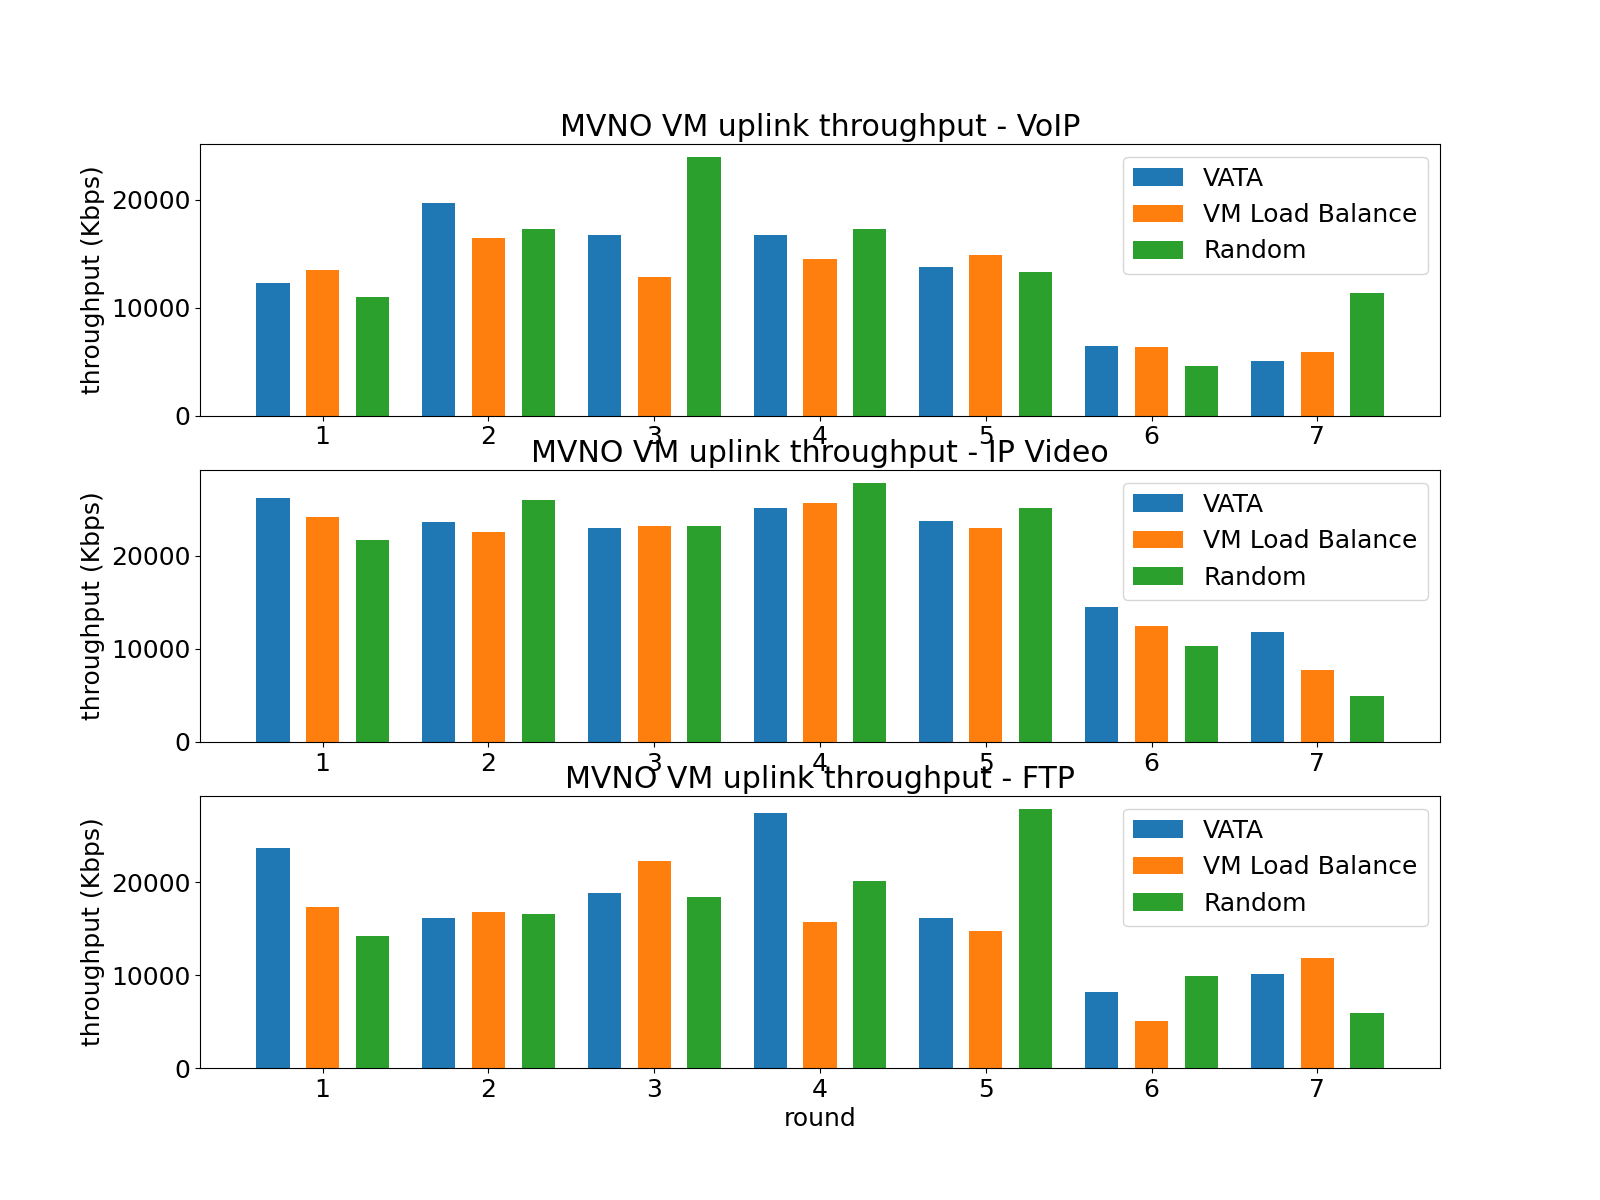 MVNO VM uplink throughput - VoIP
throughput (Kbps)
20000
10000
0
VATA
VM Load Balance
Random
1 2 3 4 5 6 7
MVNO VM uplink throughput - IP Video
throughput (Kbps)
20000
10000
0
VATA
VM Load Balance
Random
1 2 3 4 5 6 7
MVNO VM uplink throughput - FTP
throughput (Kbps)
20000
10000
0
VATA
VM Load Balance
Random
1 2 3 4 5 6 7
round